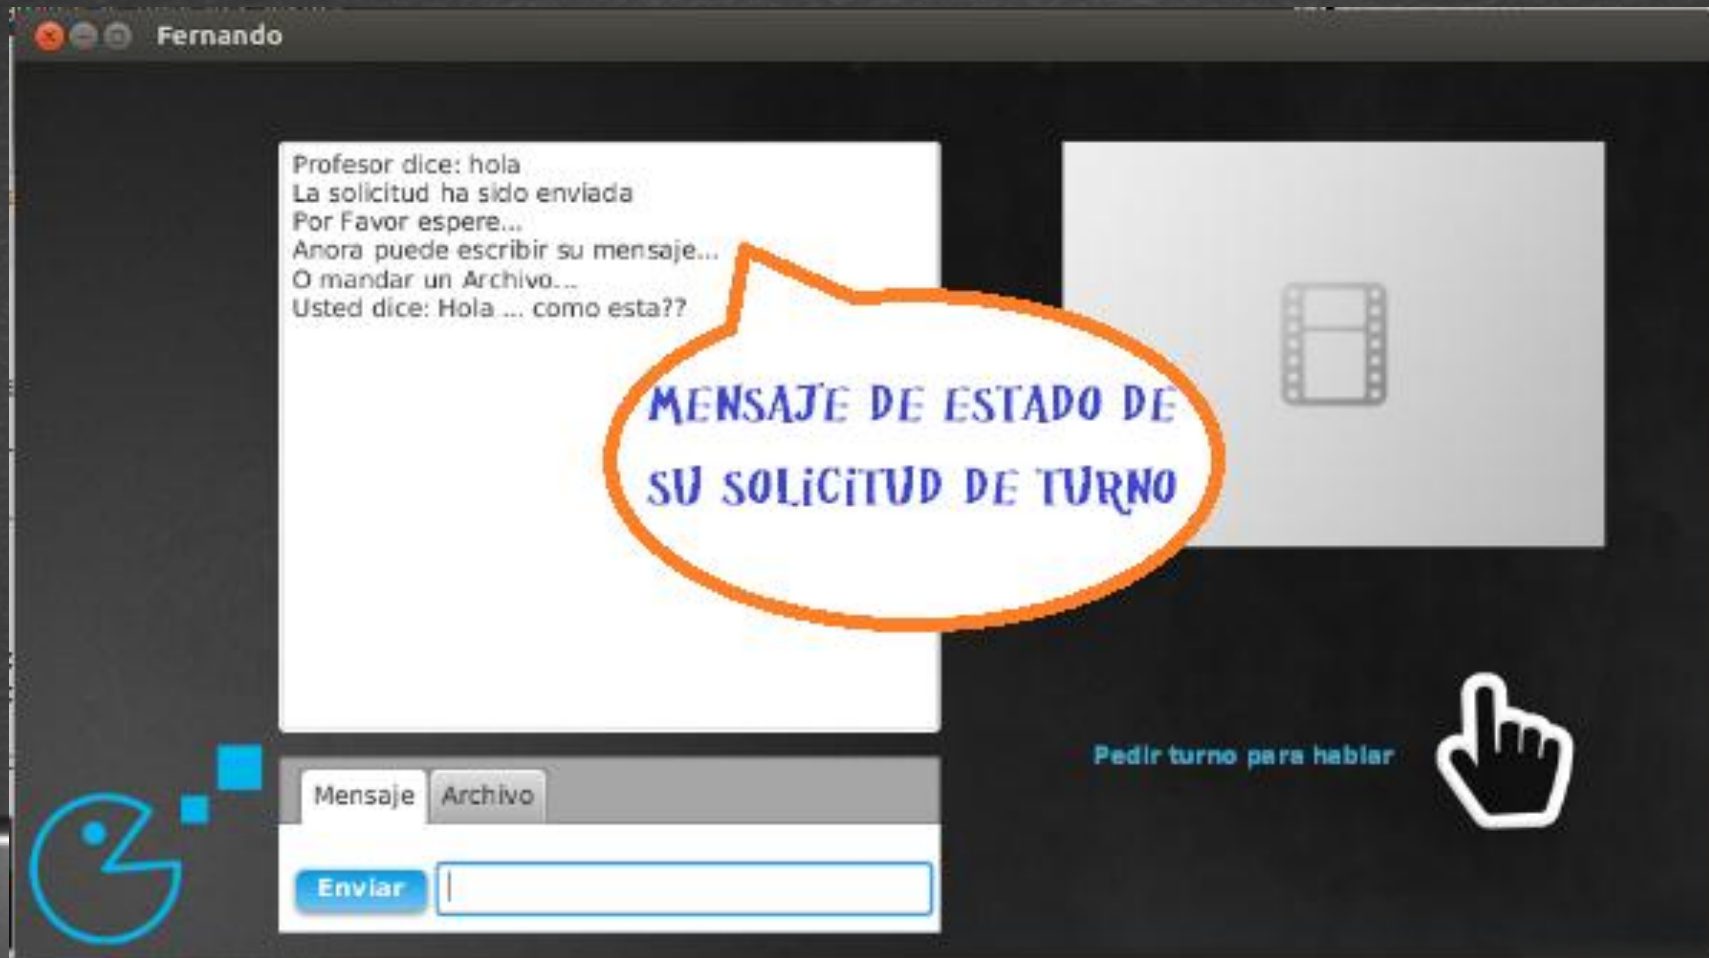 Fernando
Profesor dice: hola
La solicitud ha sido enviada
Por Favor espere...
Anora puede escribir su mensaje...
O mandar un Archivo...
Usted dice: Hola ... como esta??
MENSAJE DE ESTADO DE
SU SOLiCiTUD DE TURNO
Pedir turno para hablar
Mensaje Archivo
Enviar